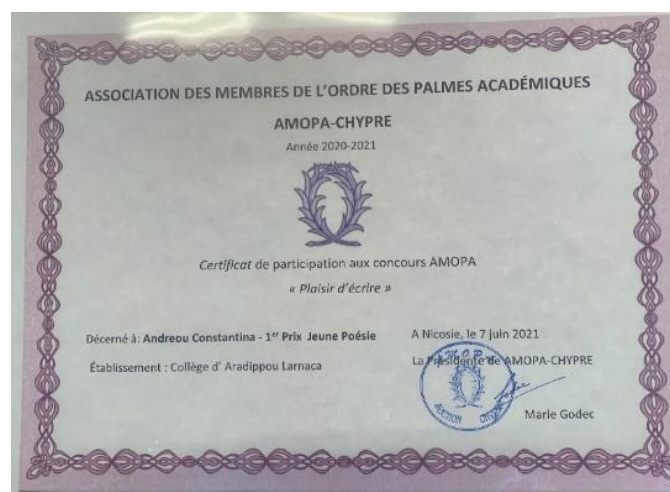 ASSOCIATION DES MEMBRES DE L'ORDRE DES PALMES ACADÉMIQUES
AMOPA-CHYPRE
Année 2020-2021
Certificat de participation aux concours AMOPA
« Plaisir d'écrire »
Décerné à: Andreou Constantina - 1er Prix Jeune Poésie
Établissement : Collège d' Aradippou Larnaca
A Nicosie, le 7 juin 2021
La Présidente de AMOPA-CHYPRE
A.M.O.P.A.
SECTION
Marie Godec